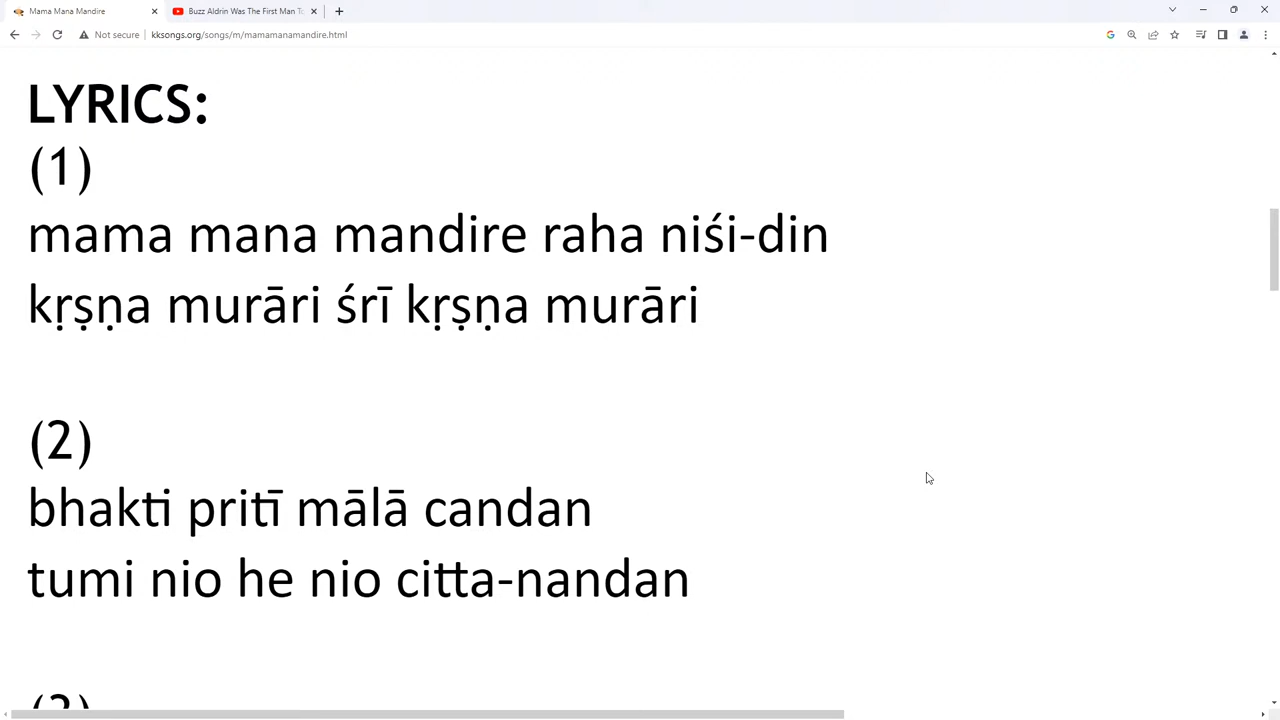 Mama Mana Mandire
Buzz Aldrin Was The First Man To
Not secure
kksongs.org/songs/m/mamamanamandire.html
LYRICS:
(1)
mama mana mandire raha niśi-din
kṛṣṇa murāri śrī kṛṣṇa murāri
(2)
bhakti pritī mālā candan
tumi nio he nio citta-nandan